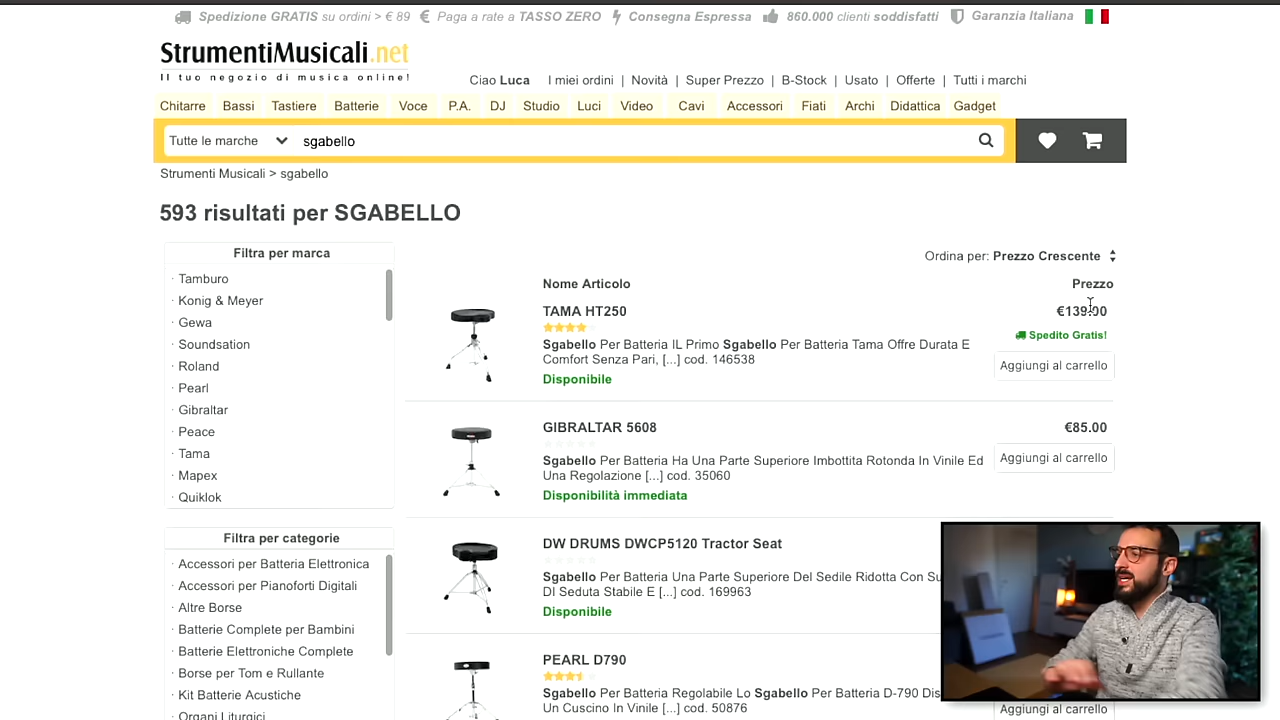 Spedizione GRATIS su ordini > € 89 € Paga a rate a TASSO ZERO Consegna Espressa 860.000 clienti soddisfatti Garanzia Italiana
StrumentiMusicali.net
Il tuo negozio di musica online!
Ciao Luca I miei ordini | Novità | Super Prezzo | B-Stock | Usato | Offerte | Tutti i marchi
Chitarre Bassi Tastiere Batterie Voce P.A. DJ Studio Luci Video Cavi Accessori Fiati Archi Didattica Gadget
Tutte le marche sgabello
Strumenti Musicali > sgabello
593 risultati per SGABELLO
Filtra per marca
· Tamburo
· Konig & Meyer
· Gewa
· Soundsation
· Roland
· Pearl
· Gibraltar
· Peace
· Tama
· Mapex
· Quiklok
Filtra per categorie
· Accessori per Batteria Elettronica
· Accessori per Pianoforti Digitali
· Altre Borse
· Batterie Complete per Bambini
· Batterie Elettroniche Complete
· Borse per Tom e Rullante
· Kit Batterie Acustiche
· Organi Liturgici
Ordina per: Prezzo Crescente
Nome Articolo Prezzo
TAMA HT250 €139.00
Sgabello Per Batteria IL Primo Sgabello Per Batteria Tama Offre Durata E
Comfort Senza Pari, [...] cod. 146538
Disponibile
Spedito Gratis!
Aggiungi al carrello
GIBRALTAR 5608 €85.00
Sgabello Per Batteria Ha Una Parte Superiore Imbottita Rotonda In Vinile Ed
Una Regolazione [...] cod. 35060
Disponibilità immediata
Aggiungi al carrello
DW DRUMS DWCP5120 Tractor Seat
Sgabello Per Batteria Una Parte Superiore Del Sedile Ridotta Con
DI Seduta Stabile E [...] cod. 169963
Disponibile
PEARL D790
Sgabello Per Batteria Regolabile Lo Sgabello Per Batteria D-790
Un Cuscino In Vinile [...] cod. 50876
Aggiungi al carrello